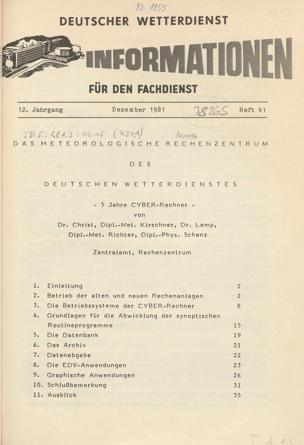 83-1955
DEUTSCHER WETTERDIENST
INFORMATIONEN
FÜR DEN FACHDIENST
12. Jahrgang Dezember 1981 78265 Heft 41
DAS METEOROLOGISCHE RECHENZENTRUM
DES
DEUTSCHEN WETTERDIENSTES
- 5 Jahre CYBER-Rechner -
von
Dr. Christ, Dipl.-Met. Kirschner, Dr. Lamp,
Dipl.-Met. Richter, Dipl.-Phys. Schanz
Zentralamt, Rechenzentrum
1. Einleitung 2
2. Betrieb der alten und neuen Rechenanlagen 2
3. Die Betriebssysteme der CYBER-Rechner 8
4. Grundlagen für die Abwicklung der synoptischen
Routineprogramme 15
5. Die Datenbank 19
6. Das Archiv 21
7. Datenabgabe 22
8. Die EDV-Anwendungen 23
9. Graphische Anwendungen 26
10. Schlußbemerkung 31
11. Ausblick 35